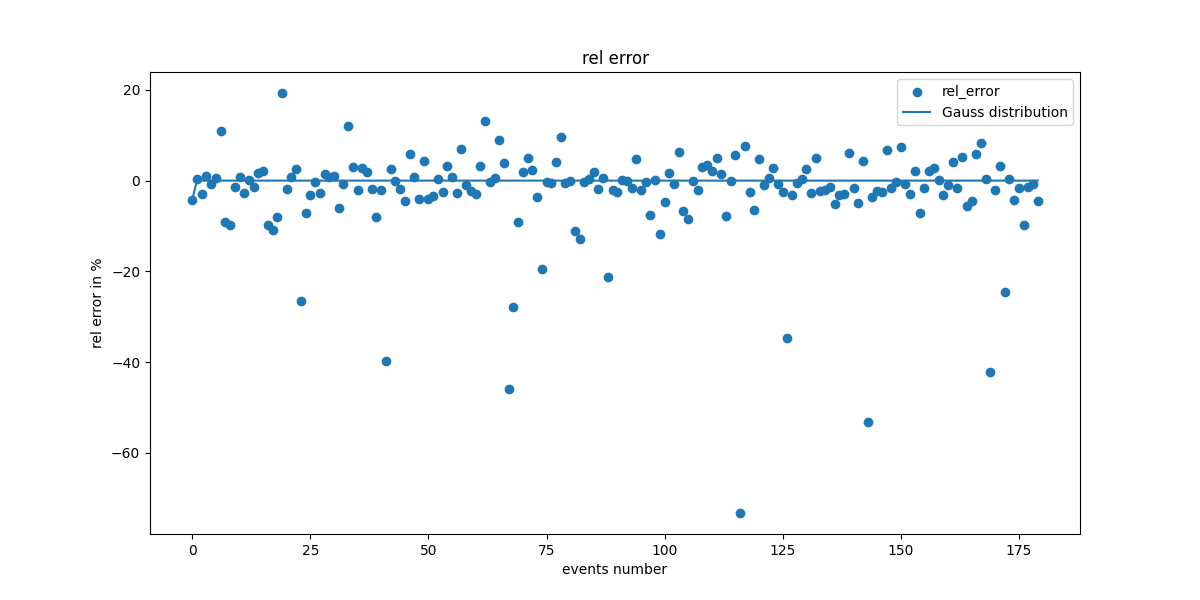 rel error
rel_error
Gauss distribution
20
0
−20
−40
−60
rel error in %
0
25
50
75
100
125
150
175
events number